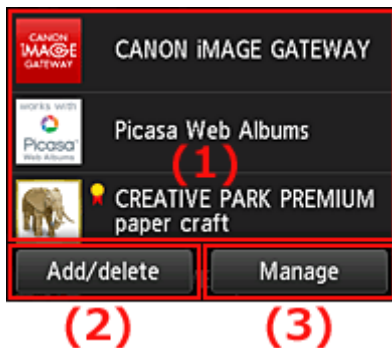 CANON
iMAGE
GATEWAY
CANON iMAGE GATEWAY
works with
Picasa
Web Albums
Picasa Web Albums
(1)
CREATIVE PARK PREMIUM
paper craft
Add/delete
Manage
(2)
(3)